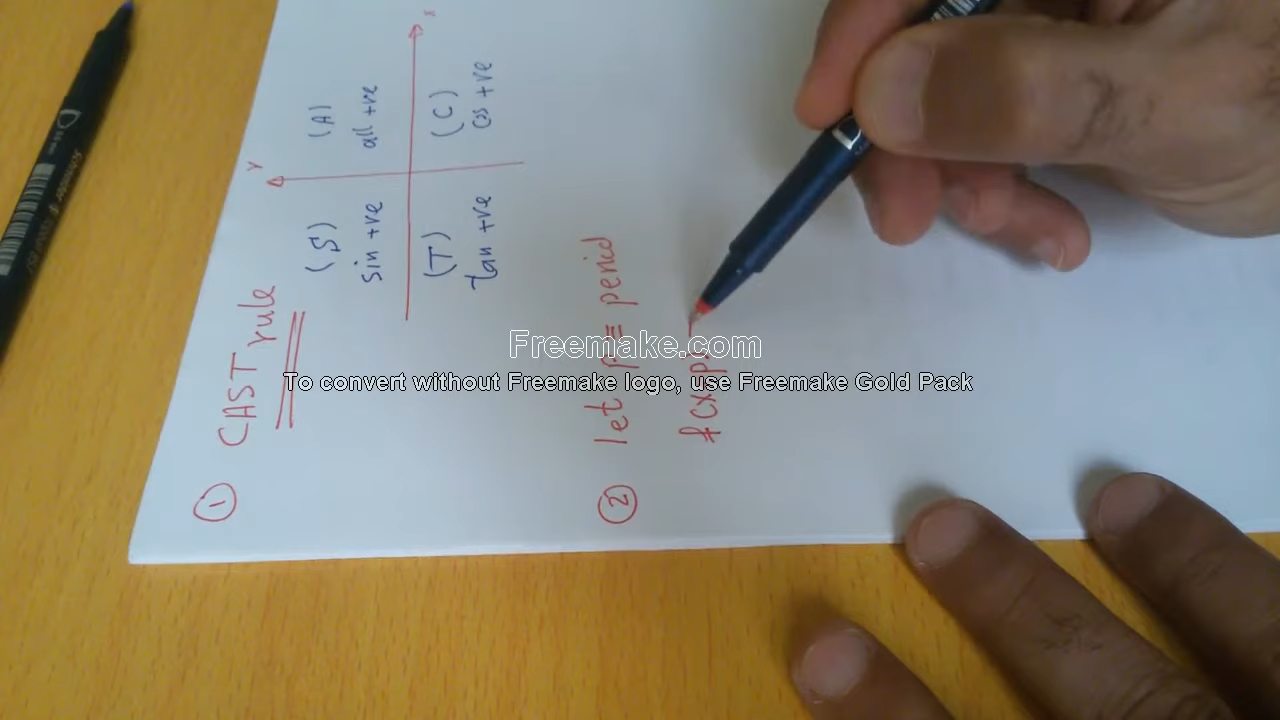 ① CAST rule
Y
(S)
sin +ve
(A)
all +ve
X
(T)
tan +ve
(C)
cos +ve
② let p ≡ period
Freemake.com
To convert without Freemake logo, use Freemake Gold Pack